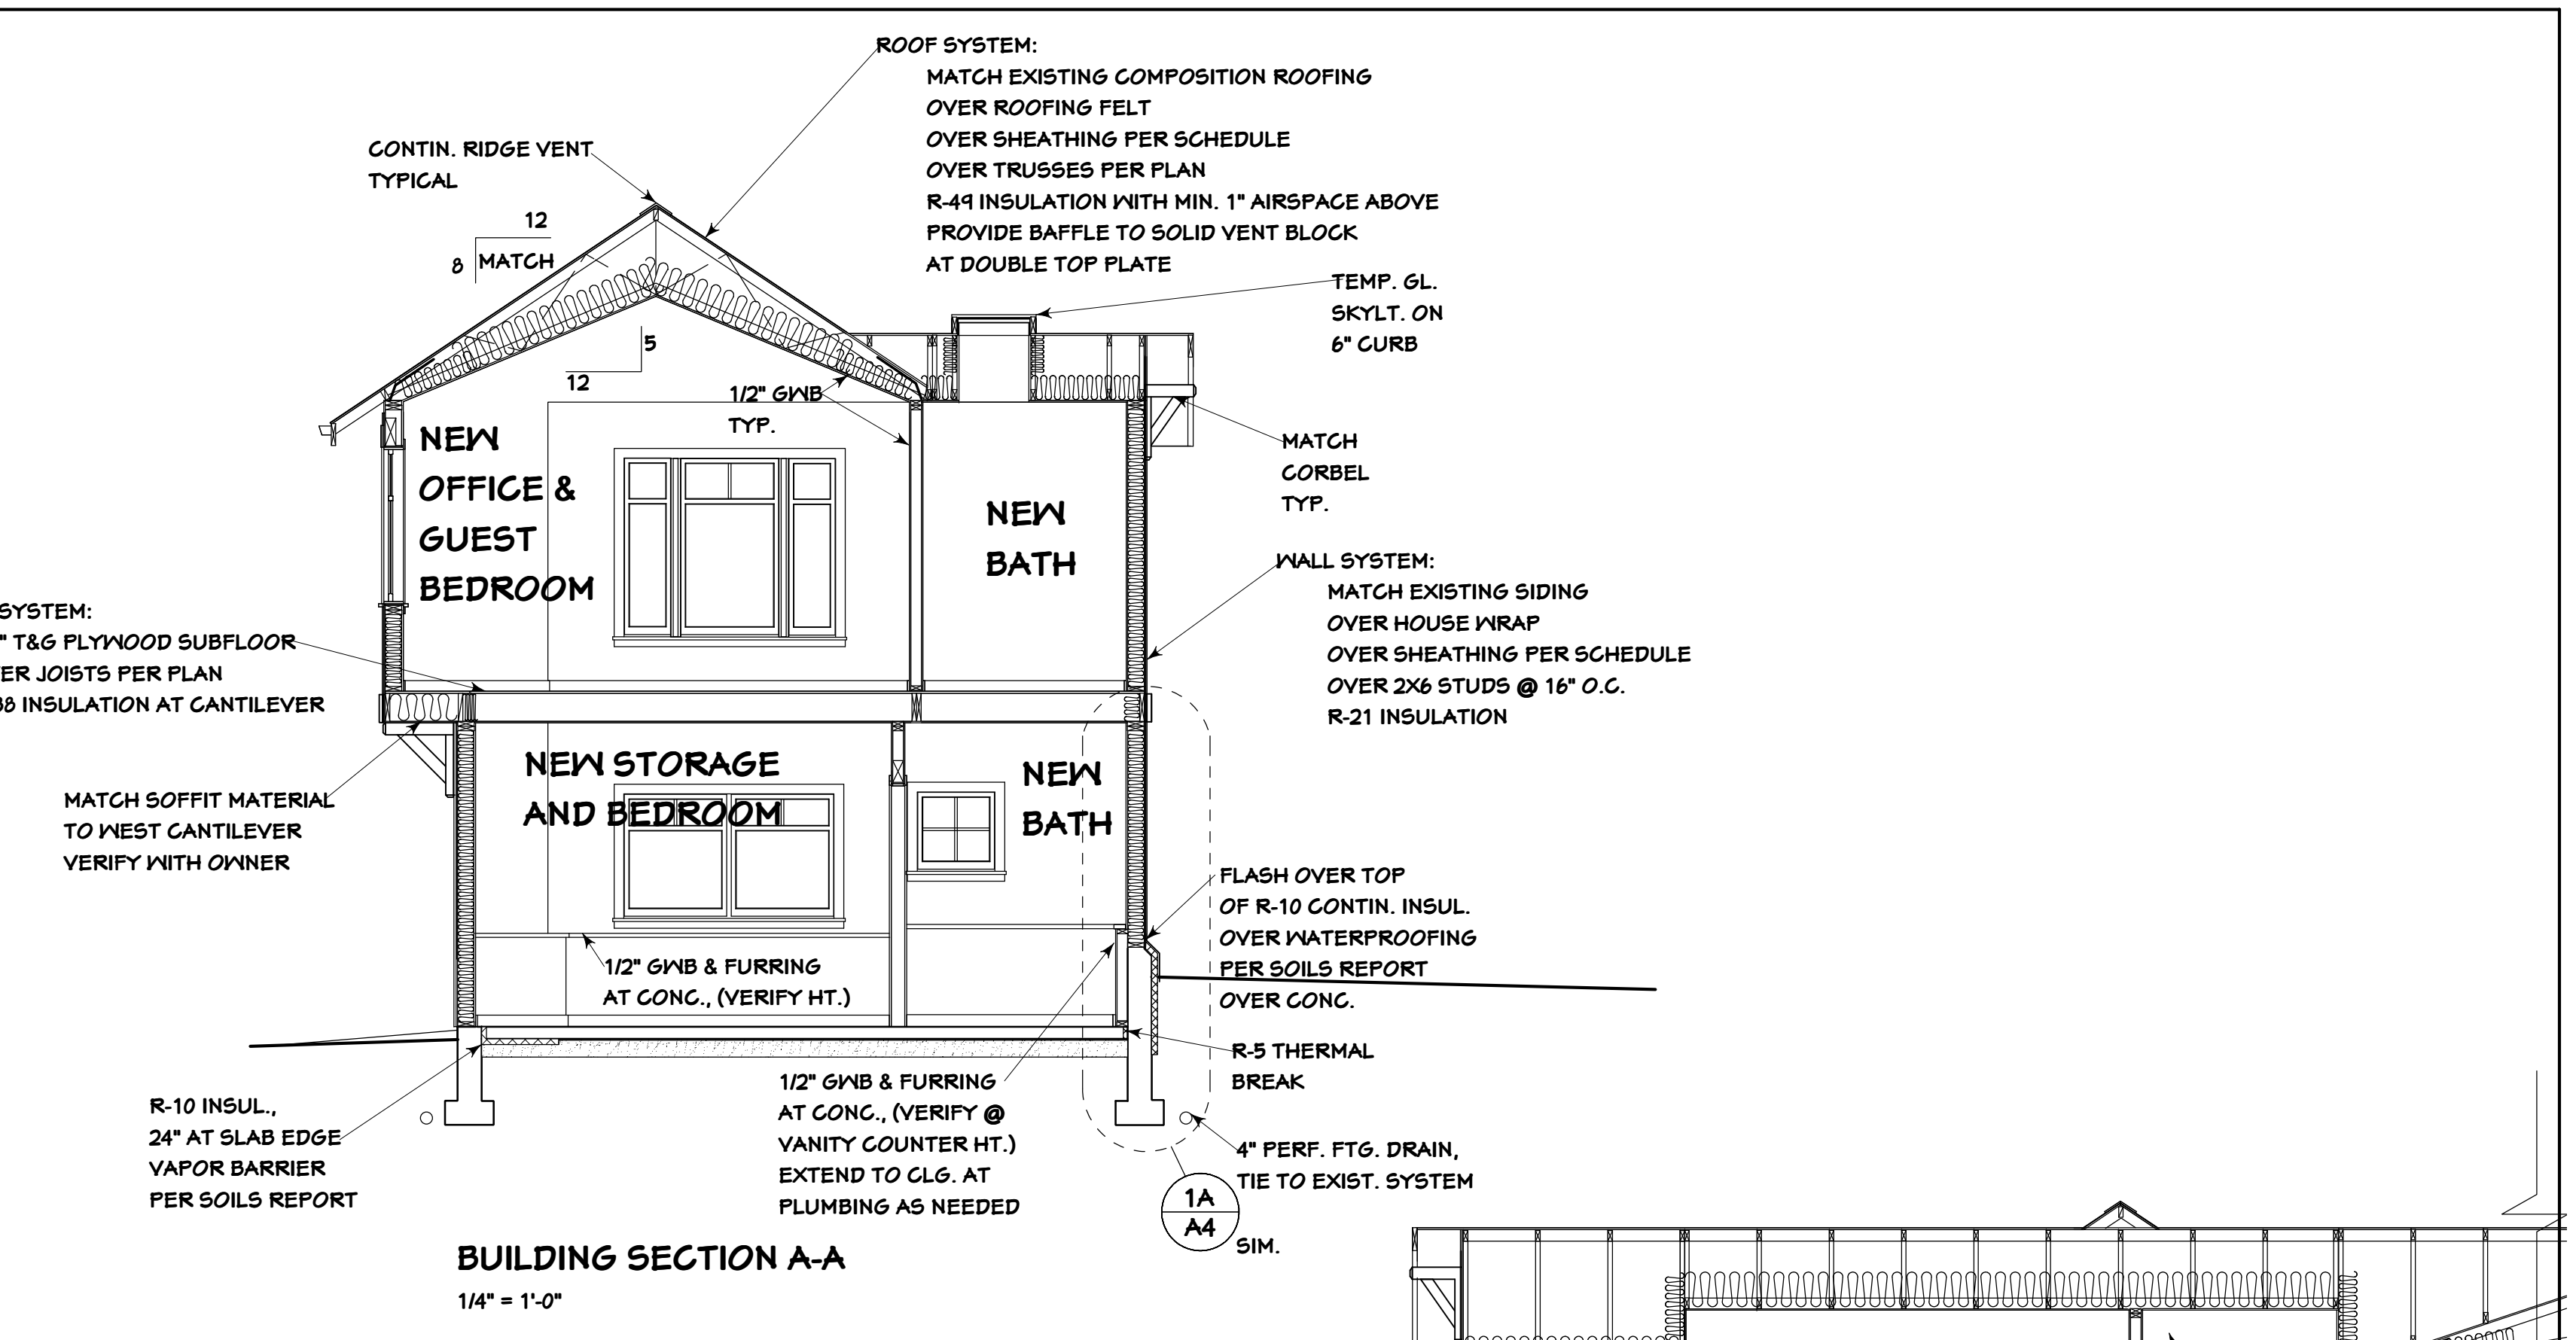 ROOF SYSTEM:
MATCH EXISTING COMPOSITION ROOFING
OVER ROOFING FELT
OVER SHEATHING PER SCHEDULE
OVER TRUSSES PER PLAN
R-49 INSULATION WITH MIN. 1" AIRSPACE ABOVE
PROVIDE BAFFLE TO SOLID VENT BLOCK
AT DOUBLE TOP PLATE
CONTIN. RIDGE VENT
TYPICAL
12
8 MATCH
TEMP. GL.
SKYLT. ON
6" CURB
5
12
1/2" GWB
TYP.
NEW
OFFICE &
GUEST
BEDROOM
NEW
BATH
MATCH
CORBEL
TYP.
WALL SYSTEM:
MATCH EXISTING SIDING
OVER HOUSE WRAP
OVER SHEATHING PER SCHEDULE
OVER 2X6 STUDS @ 16" O.C.
R-21 INSULATION
SYSTEM:
" T&G PLYWOOD SUBFLOOR
ER JOISTS PER PLAN
38 INSULATION AT CANTILEVER
MATCH SOFFIT MATERIAL
TO WEST CANTILEVER
VERIFY WITH OWNER
NEW STORAGE
AND BEDROOM
NEW
BATH
FLASH OVER TOP
OF R-10 CONTIN. INSUL.
OVER WATERPROOFING
PER SOILS REPORT
OVER CONC.
1/2" GWB & FURRING
AT CONC., (VERIFY HT.)
R-5 THERMAL
BREAK
R-10 INSUL.,
24" AT SLAB EDGE
VAPOR BARRIER
PER SOILS REPORT
1/2" GWB & FURRING
AT CONC., (VERIFY @
VANITY COUNTER HT.)
EXTEND TO CLG. AT
PLUMBING AS NEEDED
4" PERF. FTG. DRAIN,
TIE TO EXIST. SYSTEM
1A
A4
SIM.
BUILDING SECTION A-A
1/4" = 1'-0"